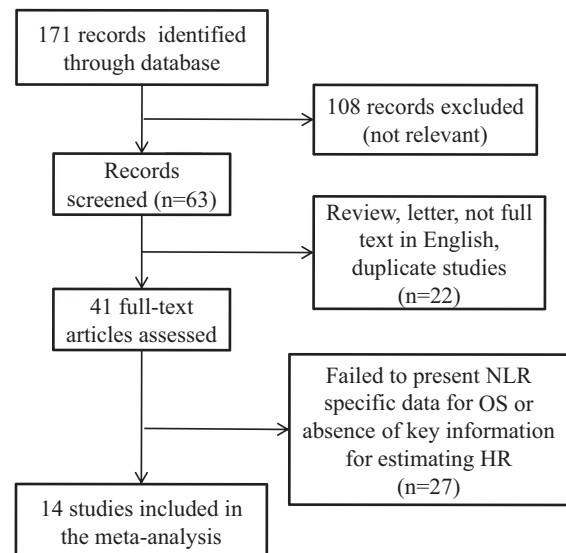 171 records identified
through database
108 records excluded
(not relevant)
Records
screened (n=63)
Review, letter, not full
text in English,
duplicate studies
(n=22)
41 full-text
articles assessed
Failed to present NLR
specific data for OS or
absence of key information
for estimating HR
(n=27)
14 studies included in
the meta-analysis